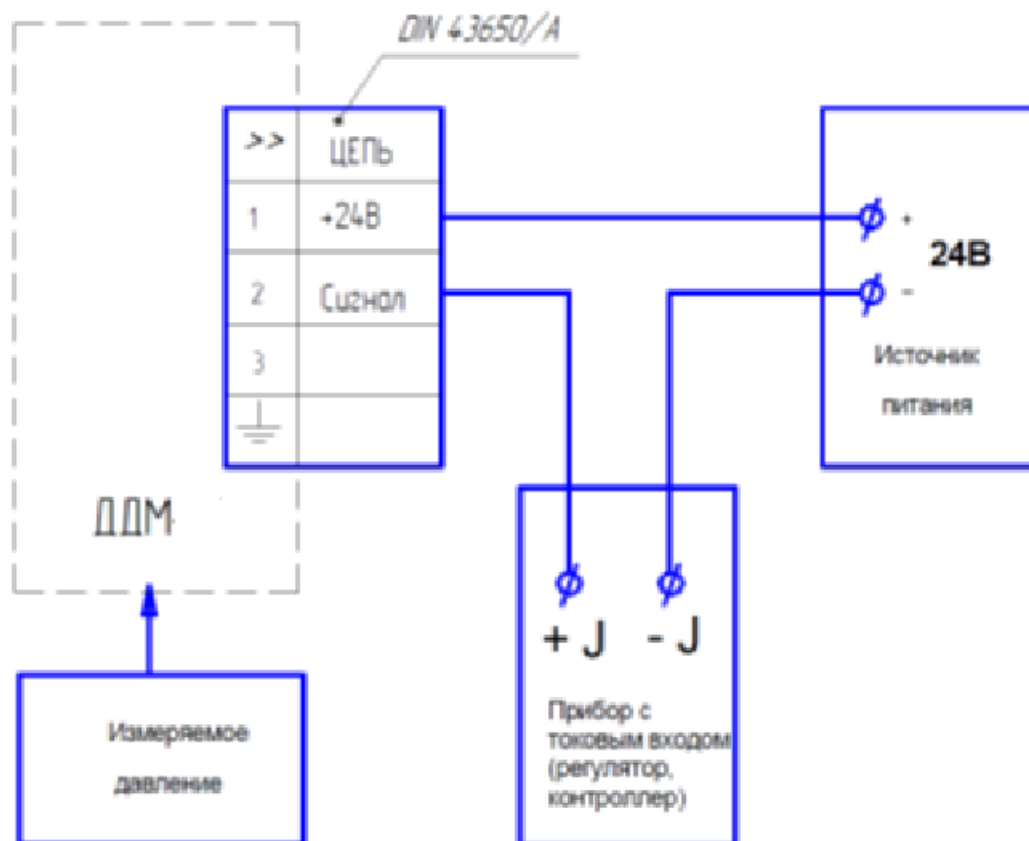 DIN 43650/A
>> ЦЕПЬ
1 +24В
2 Сигнал
3
+
24В
-
Источник
питания
ДДМ
+ J - J
Измеряемое
давление
Прибор с
токовым входом
(регулятор,
контроллер)